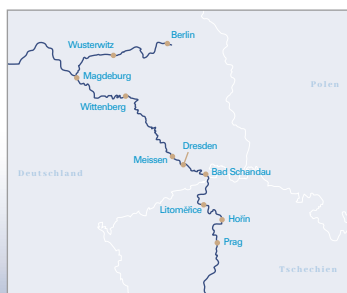 Berlin
Wusterwitz
Magdeburg
Polen
Wittenberg
Dresden
Meissen
Deutschland
Bad Schandau
Litoměřice
Hořín
Prag
Tschechien